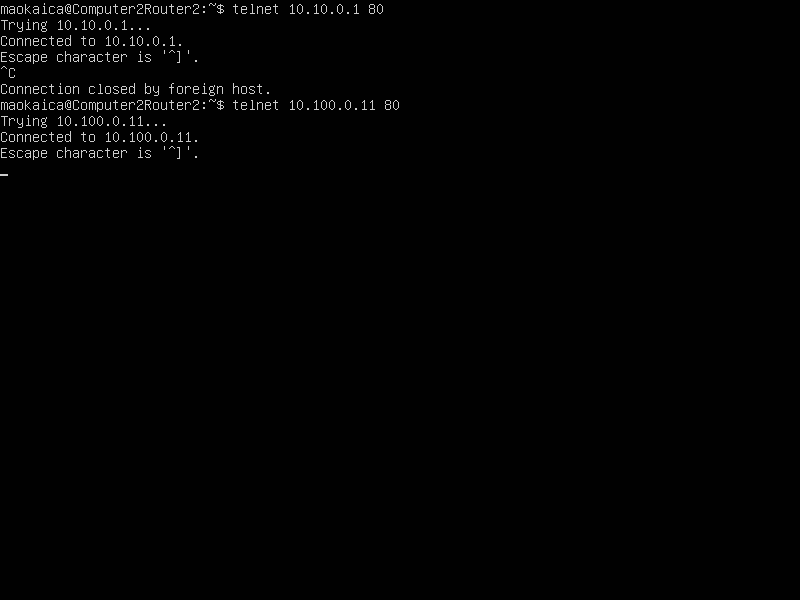 maokaica@Computer2Router2:~$ telnet 10.10.0.1 80
Trying 10.10.0.1...
Connected to 10.10.0.1.
Escape character is '^]'.
^C
Connection closed by foreign host.
maokaica@Computer2Router2:~$ telnet 10.100.0.11 80
Trying 10.100.0.11...
Connected to 10.100.0.11.
Escape character is '^]'.